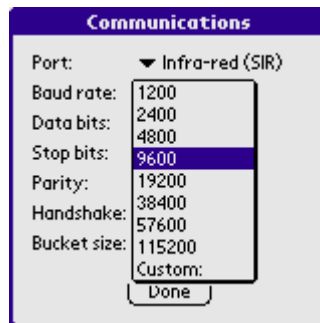 Communications
Port: Infra-red (SIR)
Baud rate: 1200
2400
Data bits:
4800
Stop bits:
9600
Parity: 19200
38400
Handshake:
57600
Bucket size: 115200
Custom:
Done